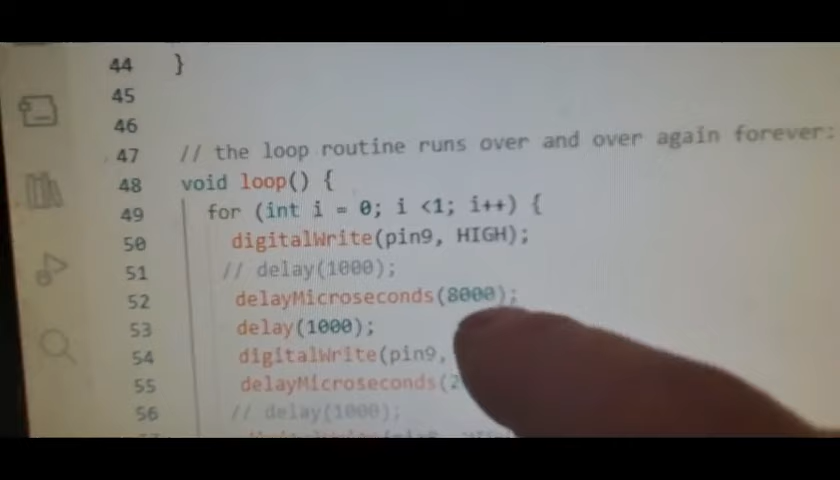 44 }
45
46
47 // the loop routine runs over and over again forever:
48 void loop() {
49 for (int i = 0; i <1; i++) {
50 digitalWrite(pin9, HIGH);
51 // delay(1000);
52 delayMicroseconds(8000);
53 delay(1000);
54 digitalWrite(pin9,
55 delayMicroseconds(2
56 // delay(1000);